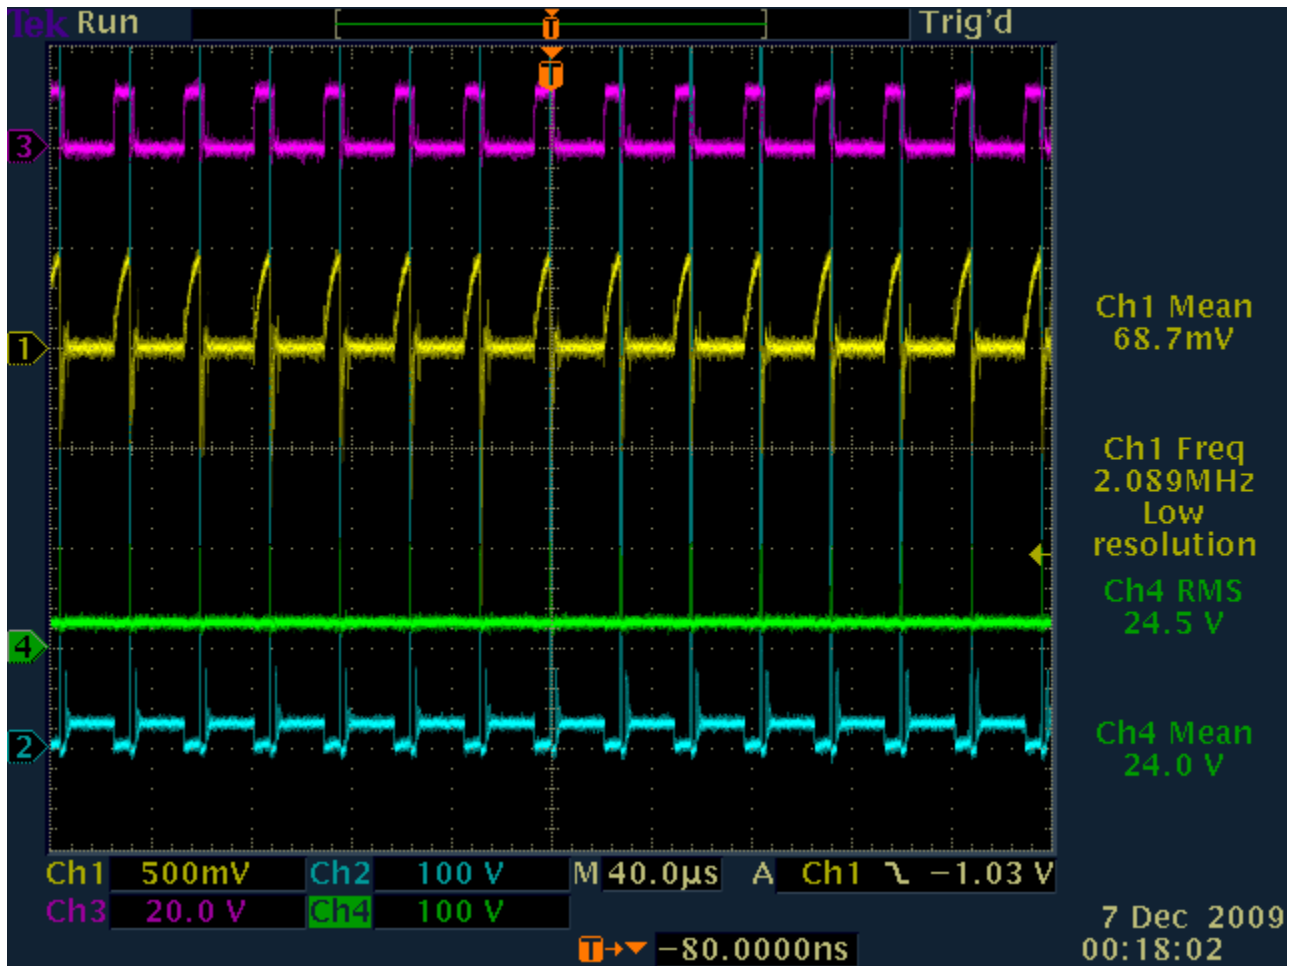 Tek Run Trig'd
T
T
3
1
Ch1 Mean
68.7mV
Ch1 Freq
2.089MHz
Low
resolution
Ch4 RMS
24.5 V
4
Ch4 Mean
24.0 V
2
Ch1 500mV Ch2 100 V M 40.0µs A Ch1 −1.03 V
Ch3 20.0 V Ch4 100 V
7 Dec 2009
T −80.0000ns 00:18:02